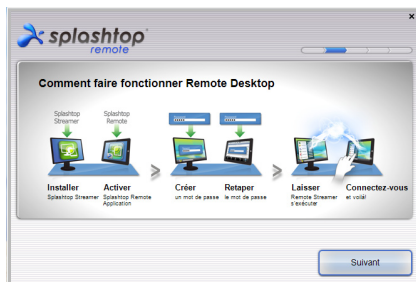 splashtop
remote
Comment faire fonctionner Remote Desktop
Splashtop Streamer
Splashtop Remote
Installer
Splashtop Streamer
Activer
Splashtop Remote
Application
Créer
un mot de passe
Retaper
le mot de passe
Laisser
Remote Streamer
s'exécuter
Connectez-vous
et voilà!
Suivant